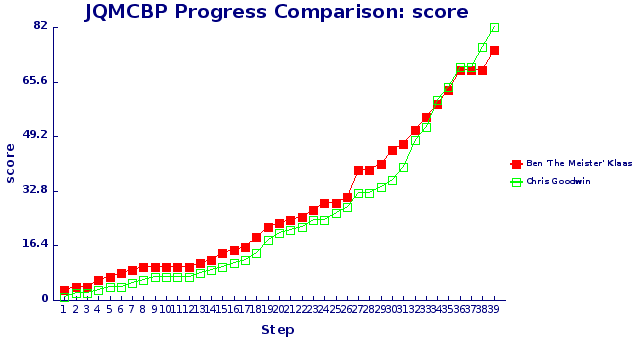 JQMCBP Progress Comparison: score
82
65.6
49.2
32.8
16.4
0
score
1 2 3 4 5 6 7 8 9 10 11 12 13 14 15 16 17 18 19 20 21 22 23 24 25 26 27 28 29 30 31 32 33 34 35 36 37 38 39
Step
Ben 'The Meister' Klaas
Chris Goodwin